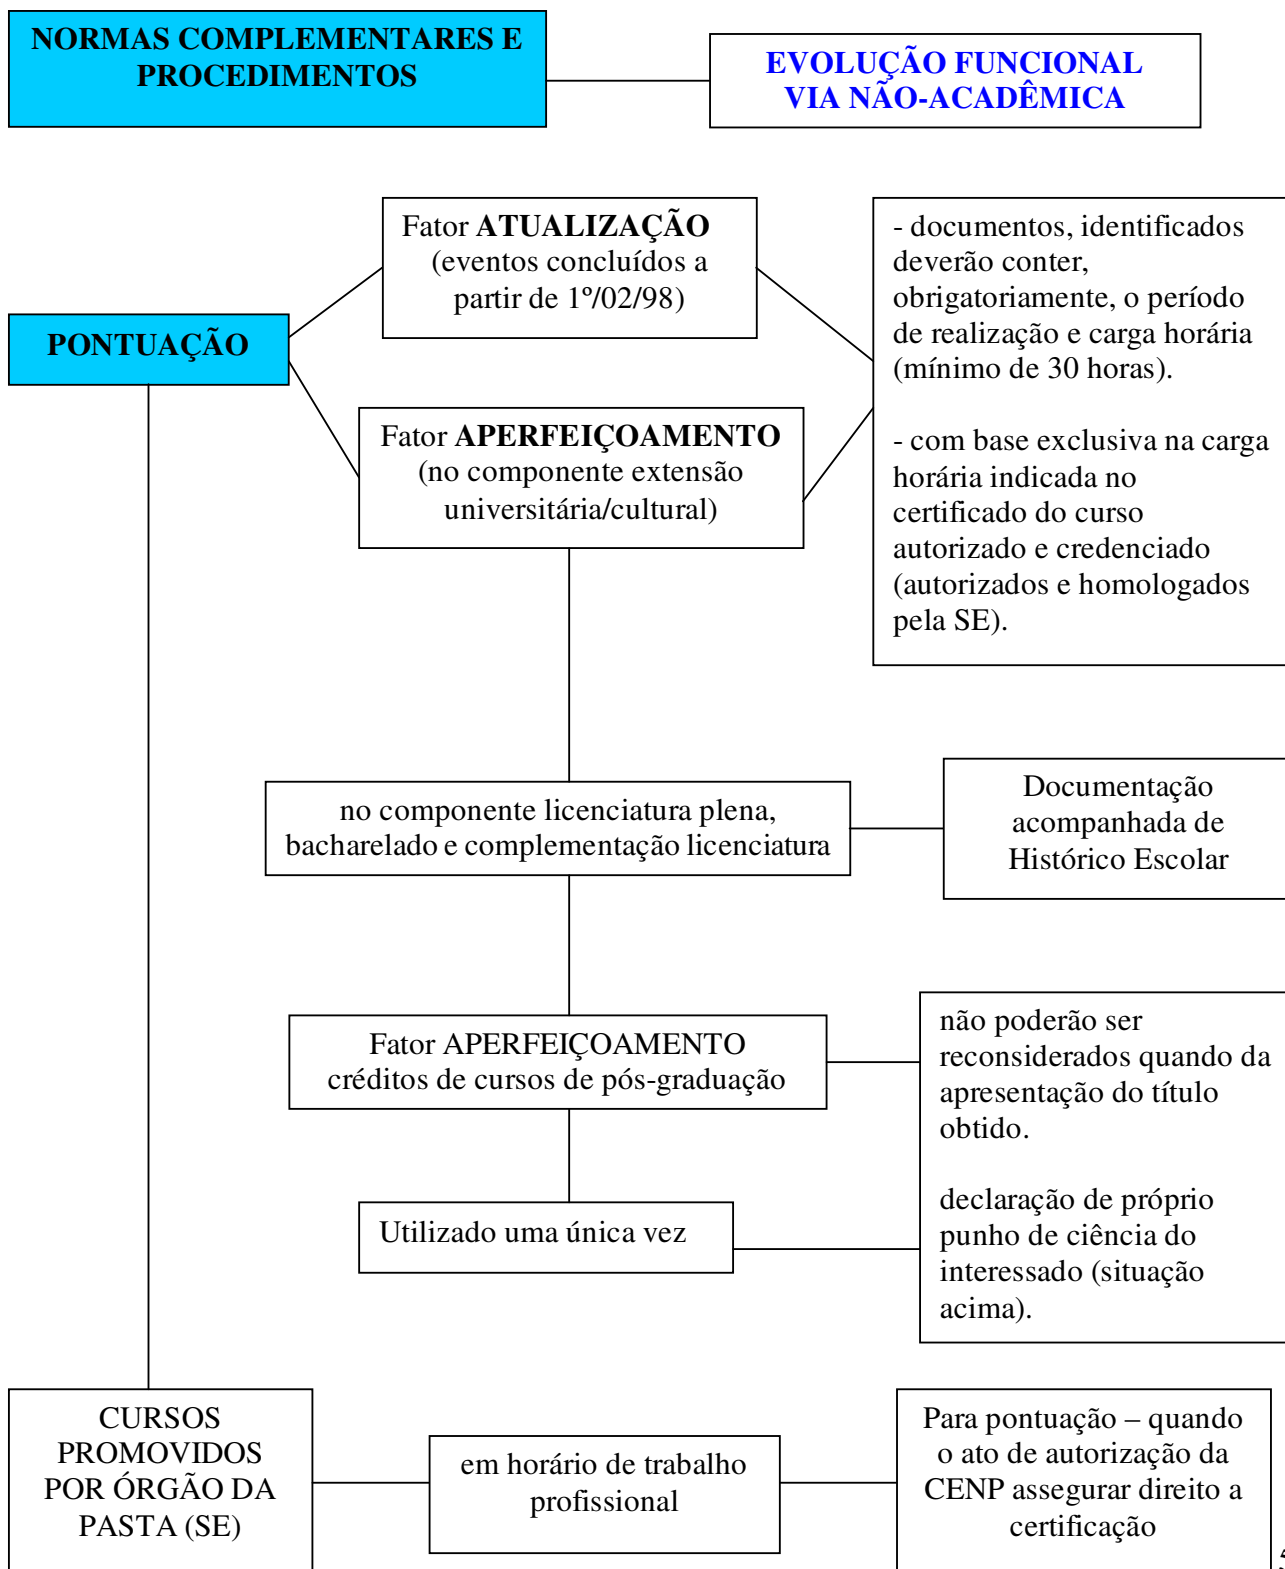 NORMAS COMPLEMENTARES E
PROCEDIMENTOS
EVOLUÇÃO FUNCIONAL
VIA NÃO-ACADÊMICA
PONTUAÇÃO
Fator ATUALIZAÇÃO
(eventos concluídos a
partir de 1º/02/98)
Fator APERFEIÇOAMENTO
(no componente extensão
universitária/cultural)
- documentos, identificados
deverão conter,
obrigatoriamente, o período
de realização e carga horária
(mínimo de 30 horas).
- com base exclusiva na carga
horária indicada no
certificado do curso
autorizado e credenciado
(autorizados e homologados
pela SE).
no componente licenciatura plena,
bacharelado e complementação licenciatura
Documentação
acompanhada de
Histórico Escolar
Fator APERFEIÇOAMENTO
créditos de cursos de pós-graduação
não poderão ser
reconsiderados quando da
apresentação do título
obtido.
declaração de próprio
punho de ciência do
interessado (situação
acima).
Utilizado uma única vez
CURSOS
PROMOVIDOS
POR ÓRGÃO DA
PASTA (SE)
em horário de trabalho
profissional
Para pontuação – quando
o ato de autorização da
CENP assegurar direito a
certificação